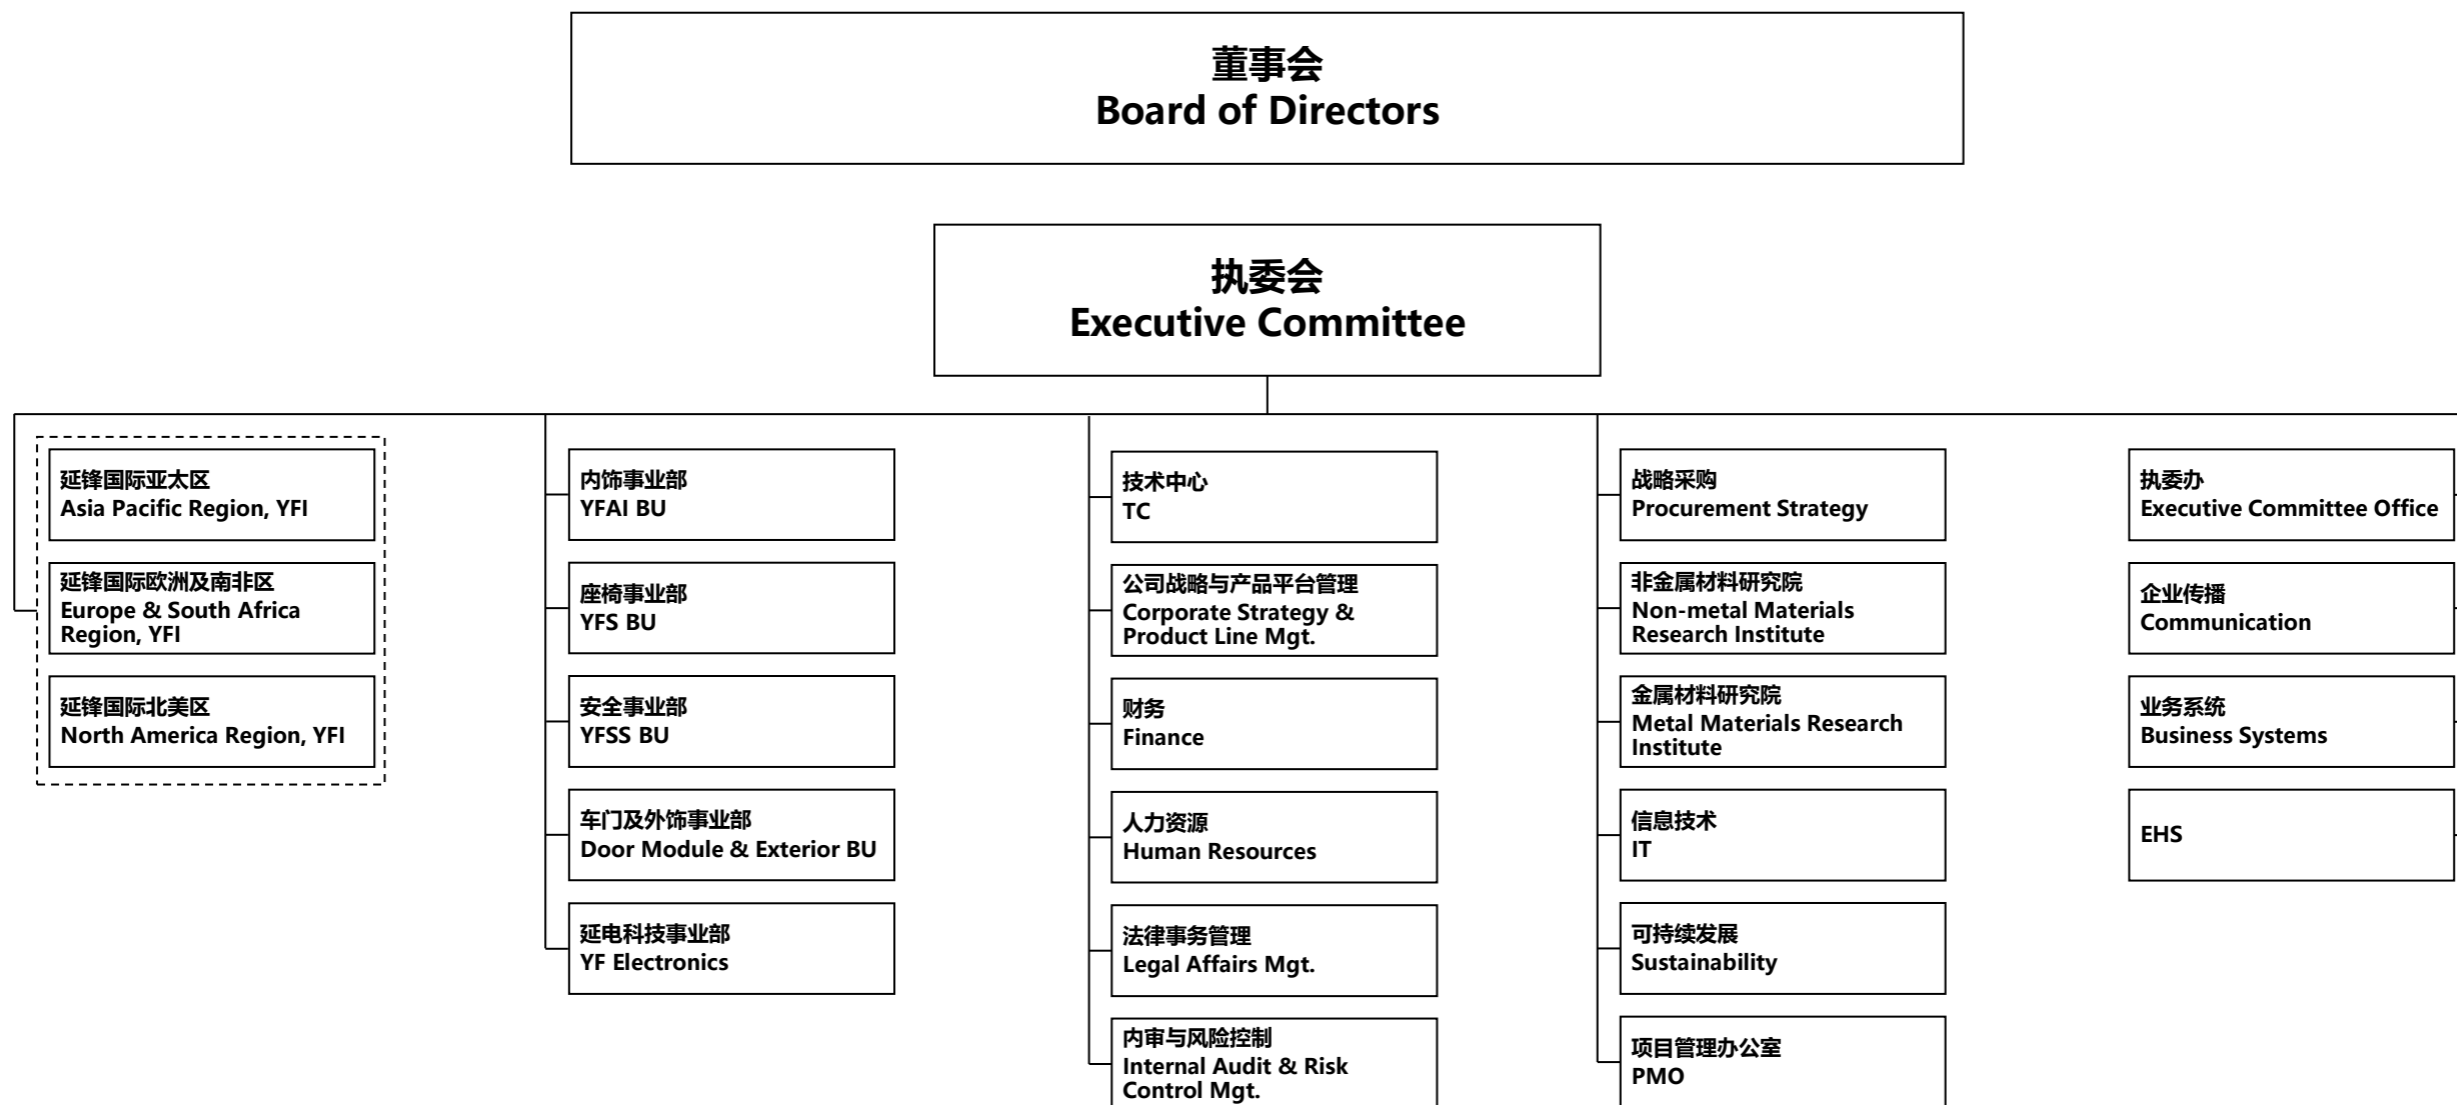 董事会
Board of Directors
执委会
Executive Committee
延锋国际亚太区
Asia Pacific Region, YFI
延锋国际欧洲及南非区
Europe & South Africa
Region, YFI
延锋国际北美区
North America Region, YFI
内饰事业部
YFAI BU
座椅事业部
YFS BU
安全事业部
YFSS BU
车门及外饰事业部
Door Module & Exterior BU
延电科技事业部
YF Electronics
技术中心
TC
公司战略与产品平台管理
Corporate Strategy &
Product Line Mgt.
财务
Finance
人力资源
Human Resources
法律事务管理
Legal Affairs Mgt.
内审与风险控制
Internal Audit & Risk
Control Mgt.
战略采购
Procurement Strategy
非金属材料研究院
Non-metal Materials
Research Institute
金属材料研究院
Metal Materials Research
Institute
信息技术
IT
可持续发展
Sustainability
项目管理办公室
PMO
执委办
Executive Committee Office
企业传播
Communication
业务系统
Business Systems
EHS